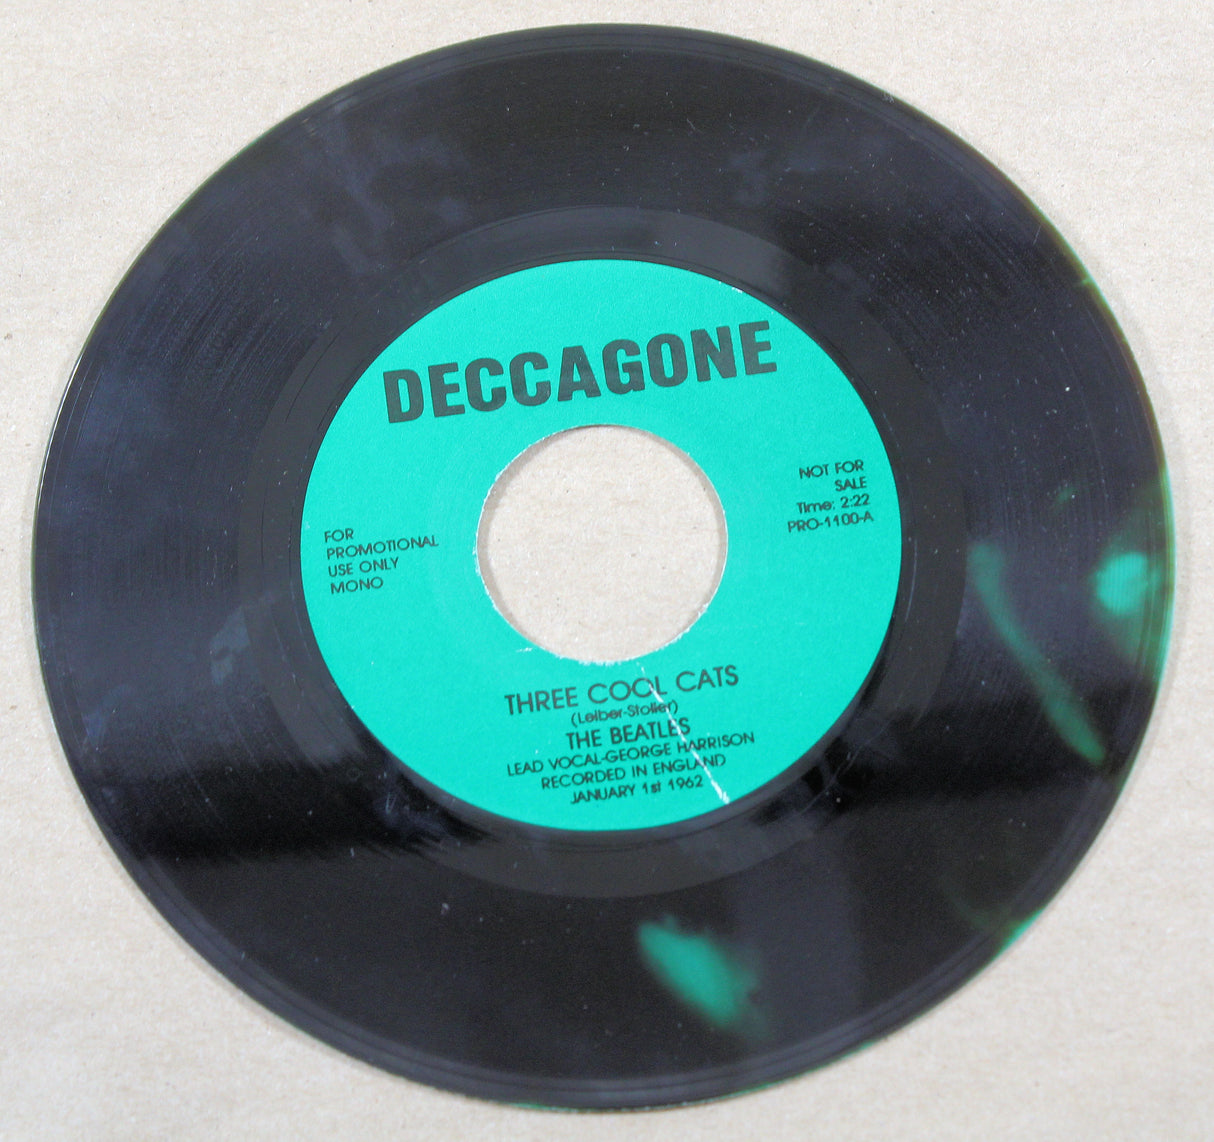 DECCAGONE
NOT FOR
SALE
Time: 2:22
PRO-1100-A
FOR
PROMOTIONAL
USE ONLY
MONO
THREE COOL CATS
(Leiber-Stoller)
THE BEATLES
LEAD VOCAL-GEORGE HARRISON
RECORDED IN ENGLAND
JANUARY 1st 1962